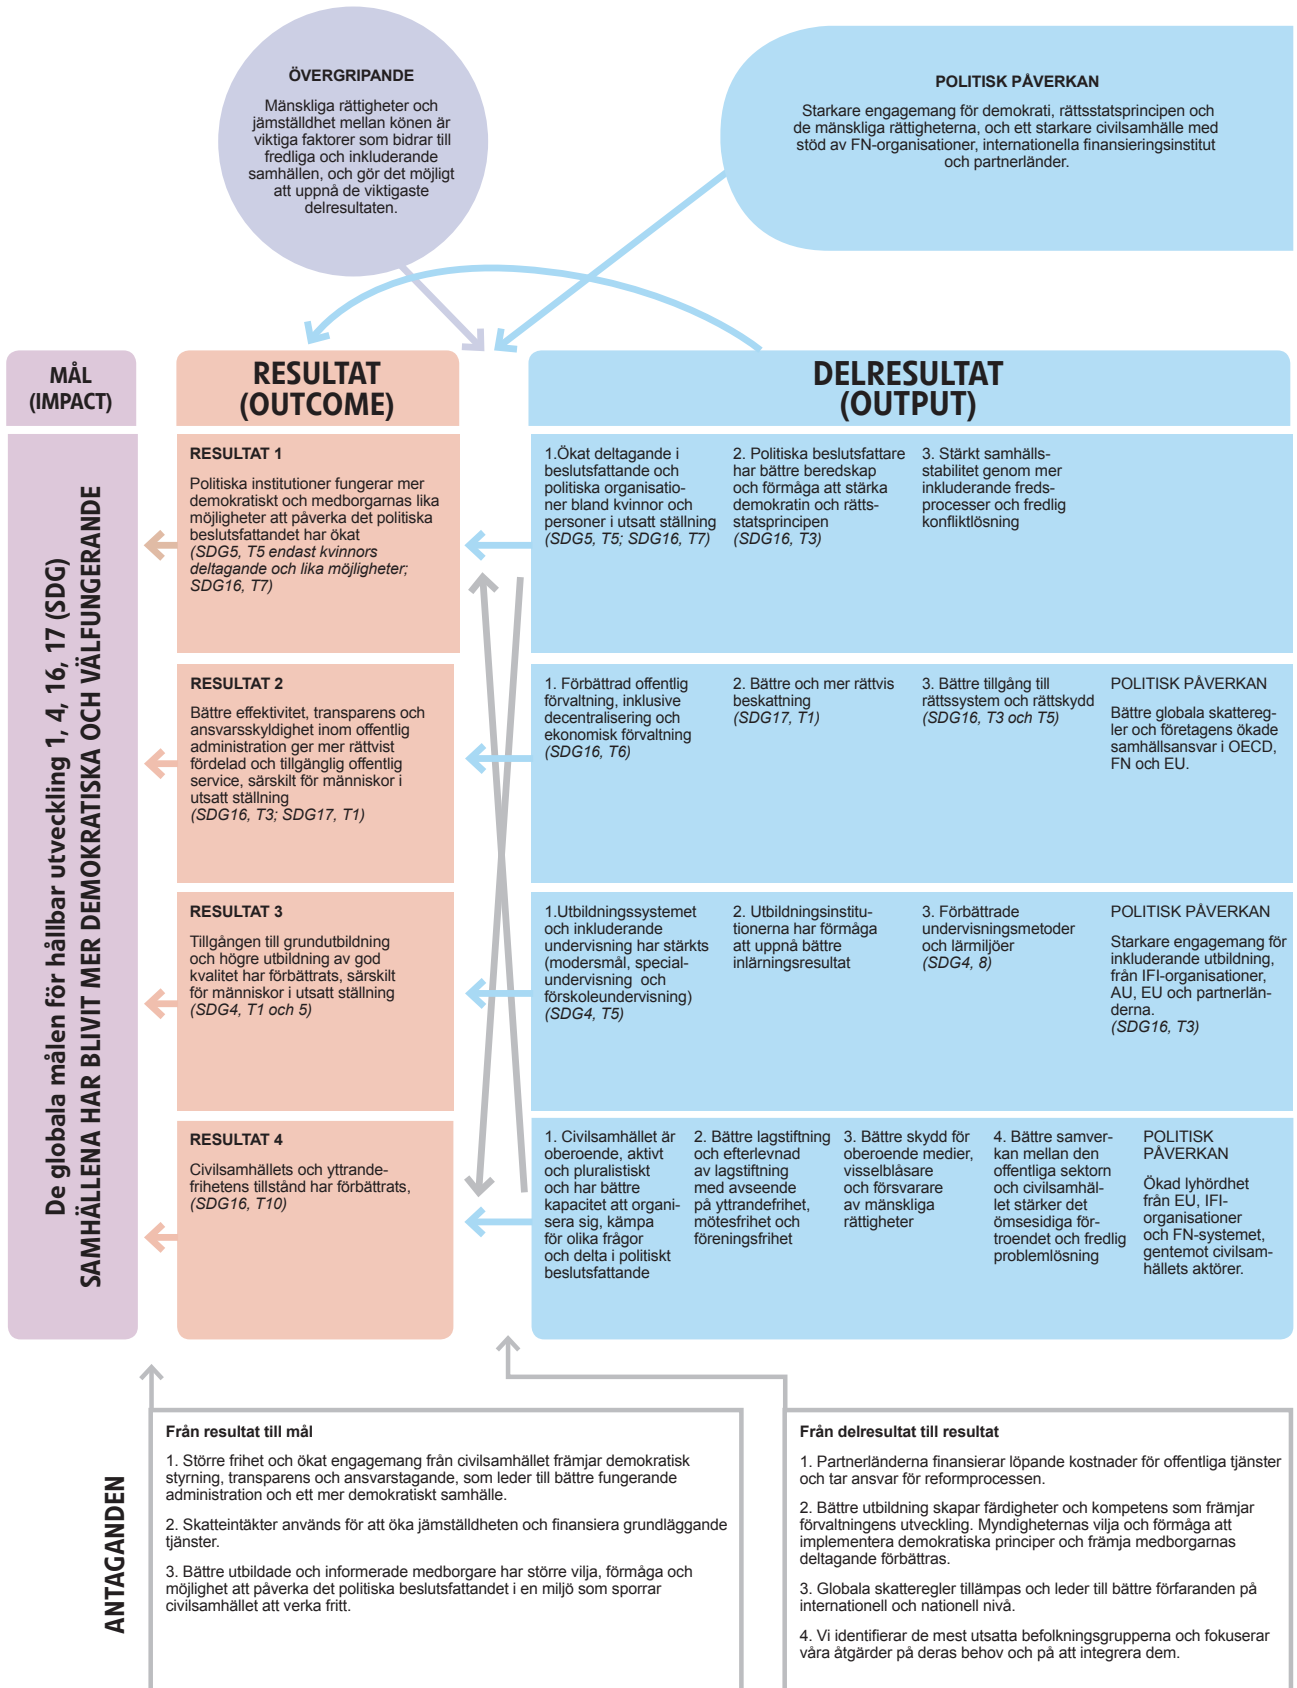 ÖVERGRIPANDE
Mänskliga rättigheter och
jämställdhet mellan könen är
viktiga faktorer som bidrar till
fredliga och inkluderande
samhällen, och gör det möjligt
att uppnå de viktigaste
delresultaten.
POLITISK PÅVERKAN
Starkare engagemang för demokrati, rättsstatsprincipen och
de mänskliga rättigheterna, och ett starkare civilsamhälle med
stöd av FN-organisationer, internationella finansieringsinstitut
och partnerländer.
MÅL
(IMPACT)
RESULTAT
(OUTCOME)
DELRESULTAT
(OUTPUT)
De globala målen för hållbar utveckling 1, 4, 16, 17 (SDG)
SAMHÄLLENA HAR BLIVIT MER DEMOKRATISKA OCH VÄLFUNGERANDE
RESULTAT 1
Politiska institutioner fungerar mer
demokratiskt och medborgarnas lika
möjligheter att påverka det politiska
beslutsfattandet har ökat
(SDG5, T5 endast kvinnors
deltagande och lika möjligheter;
SDG16, T7)
1.Ökat deltagande i
beslutsfattande och
politiska organisatio-
ner bland kvinnor och
personer i utsatt ställning
(SDG5, T5; SDG16, T7)
2. Politiska beslutsfattare
har bättre beredskap
och förmåga att stärka
demokratin och rätts-
statsprincipen
(SDG16, T3)
3. Stärkt samhälls-
stabilitet genom mer
inkluderande freds-
processer och fredlig
konfliktlösning
RESULTAT 2
Bättre effektivitet, transparens och
ansvarsskyldighet inom offentlig
administration ger mer rättvist
fördelad och tillgänglig offentlig
service, särskilt för människor i
utsatt ställning
(SDG16, T3; SDG17, T1)
1. Förbättrad offentlig
förvaltning, inklusive
decentralisering och
ekonomisk förvaltning
(SDG16, T6)
2. Bättre och mer rättvis
beskattning
(SDG17, T1)
3. Bättre tillgång till
rättssystem och rättskydd
(SDG16, T3 och T5)
POLITISK PÅVERKAN
Bättre globala skattereg-
ler och företagens ökade
samhällsansvar i OECD,
FN och EU.
RESULTAT 3
Tillgången till grundutbildning
och högre utbildning av god
kvalitet har förbättrats, särskilt
för människor i utsatt ställning
(SDG4, T1 och 5)
1.Utbildningssystemet
och inkluderande
undervisning har stärkts
(modersmål, special-
undervisning och
förskoleundervisning)
(SDG4, T5)
2. Utbildningsinstitu-
tionerna har förmåga
att uppnå bättre
inlärningsresultat
3. Förbättrade
undervisningsmetoder
och lärmiljöer
(SDG4, 8)
POLITISK PÅVERKAN
Starkare engagemang för
inkluderande utbildning,
från IFI-organisationer,
AU, EU och partnerlän-
derna.
(SDG16, T3)
RESULTAT 4
Civilsamhällets och yttrande-
frihetens tillstånd har förbättrats,
(SDG16, T10)
1. Civilsamhället är
oberoende, aktivt
och pluralistiskt
och har bättre
kapacitet att organi-
sera sig, kämpa
för olika frågor
och delta i politiskt
beslutsfattande
2. Bättre lagstiftning
och efterlevnad
av lagstiftning
med avseende
på yttrandefrihet,
mötesfrihet och
föreningsfrihet
3. Bättre skydd för
oberoende medier,
visselblåsare
och försvarare
av mänskliga
rättigheter
4. Bättre samver-
kan mellan den
offentliga sektorn
och civilsamhäl-
let stärker det
ömsesidiga för-
troendet och fredlig
problemlösning
POLITISK
PÅVERKAN
Ökad lyhördhet
från EU, IFI-
organisationer
och FN-systemet,
gentemot civilsam-
hällets aktörer.
ANTAGANDEN
Från resultat till mål
1. Större frihet och ökat engagemang från civilsamhället främjar demokratisk
styrning, transparens och ansvarstagande, som leder till bättre fungerande
administration och ett mer demokratiskt samhälle.
2. Skatteintäkter används för att öka jämställdheten och finansiera grundläggande
tjänster.
3. Bättre utbildade och informerade medborgare har större vilja, förmåga och
möjlighet att påverka det politiska beslutsfattandet i en miljö som sporrar
civilsamhället att verka fritt.
Från delresultat till resultat
1. Partnerländerna finansierar löpande kostnader för offentliga tjänster
och tar ansvar för reformprocessen.
2. Bättre utbildning skapar färdigheter och kompetens som främjar
förvaltningens utveckling. Myndigheternas vilja och förmåga att
implementera demokratiska principer och främja medborgarnas
deltagande förbättras.
3. Globala skatteregler tillämpas och leder till bättre förfaranden på
internationell och nationell nivå.
4. Vi identifierar de mest utsatta befolkningsgrupperna och fokuserar
våra åtgärder på deras behov och på att integrera dem.